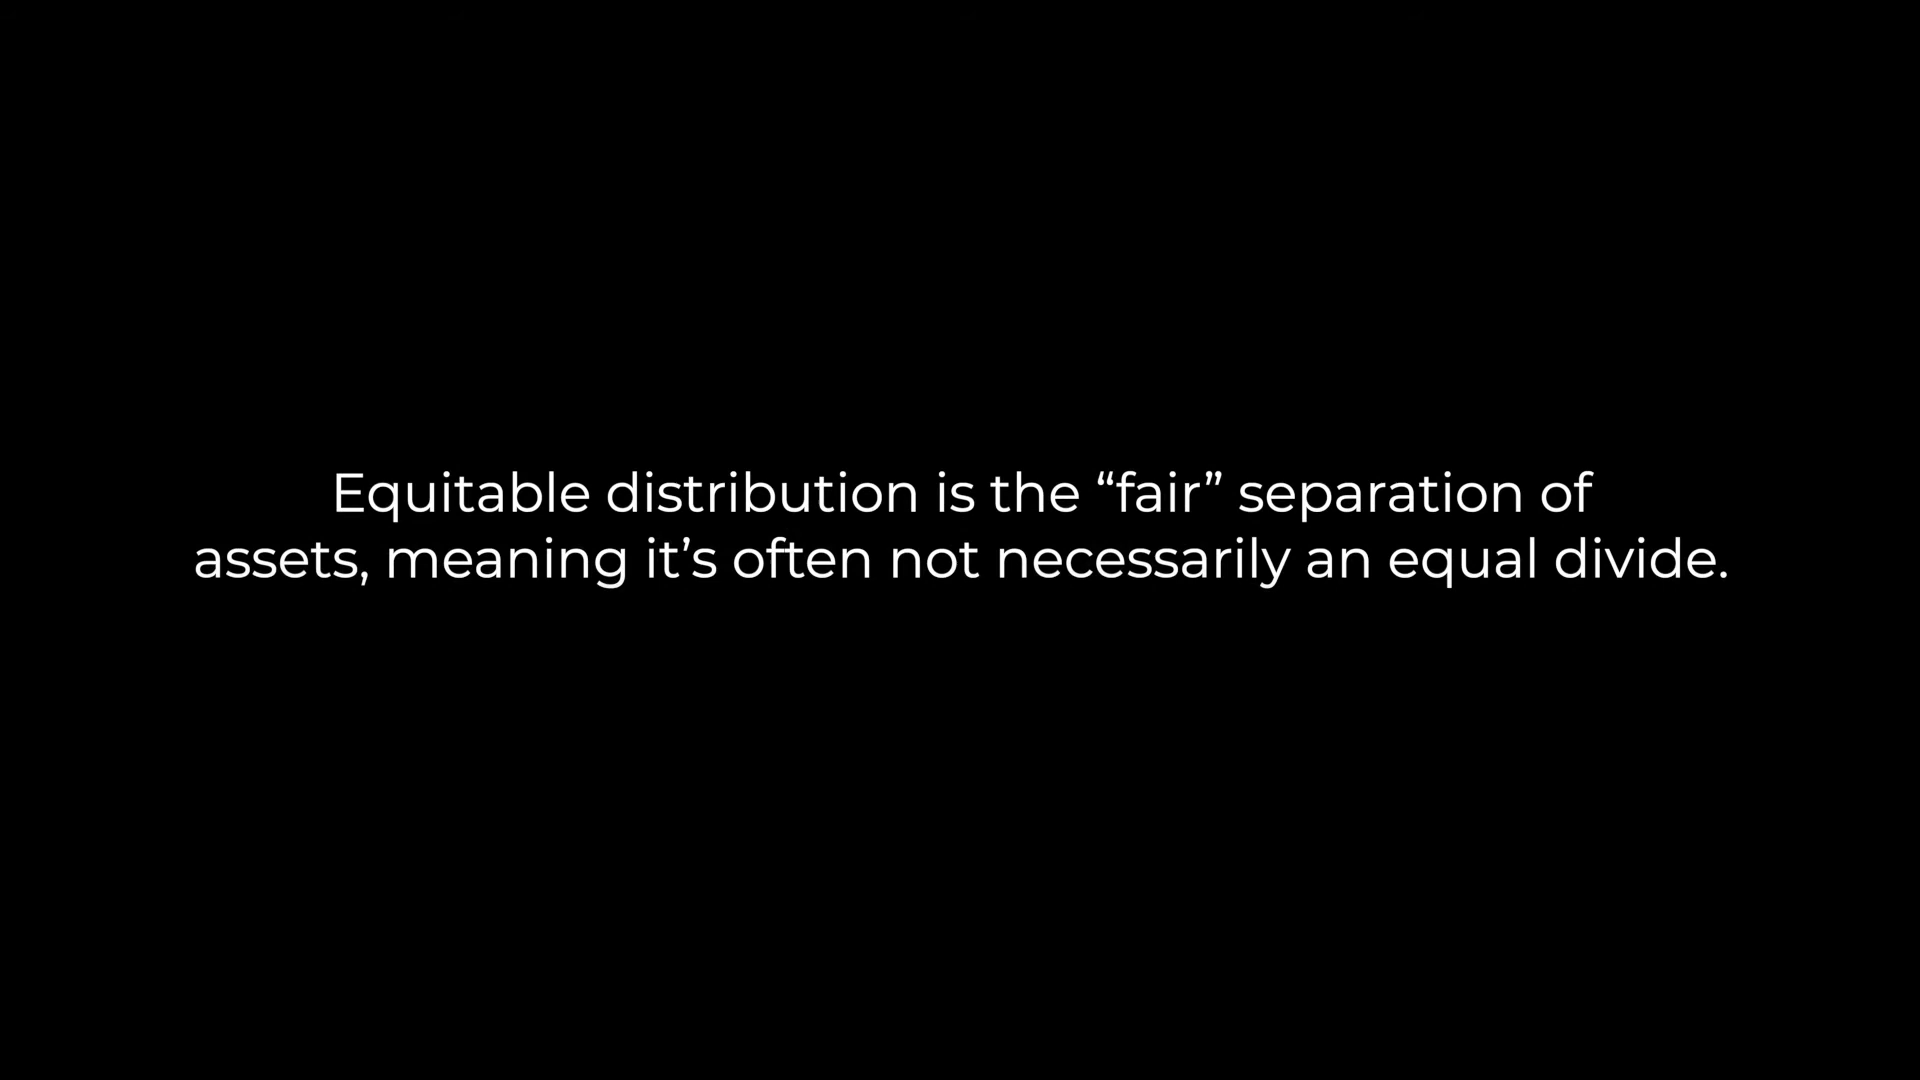 Equitable distribution is the “fair” separation of
assets, meaning it’s often not necessarily an equal divide.